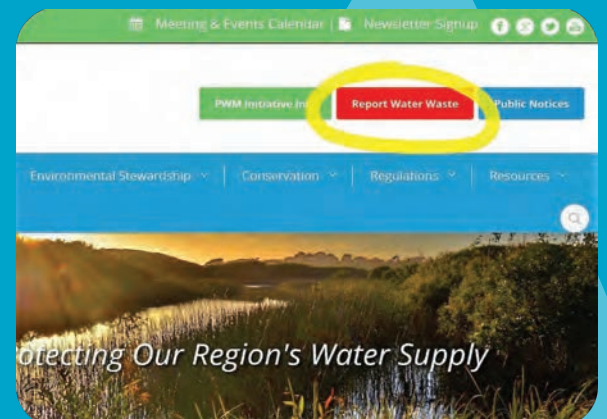 Meeting & Events Calendar | Newsletter Signup
PWM Initiative In
Report Water Waste
Public Notices
Environmental Stewardship
Conservation
Regulations
Resources
otecting Our Region's Water Supply